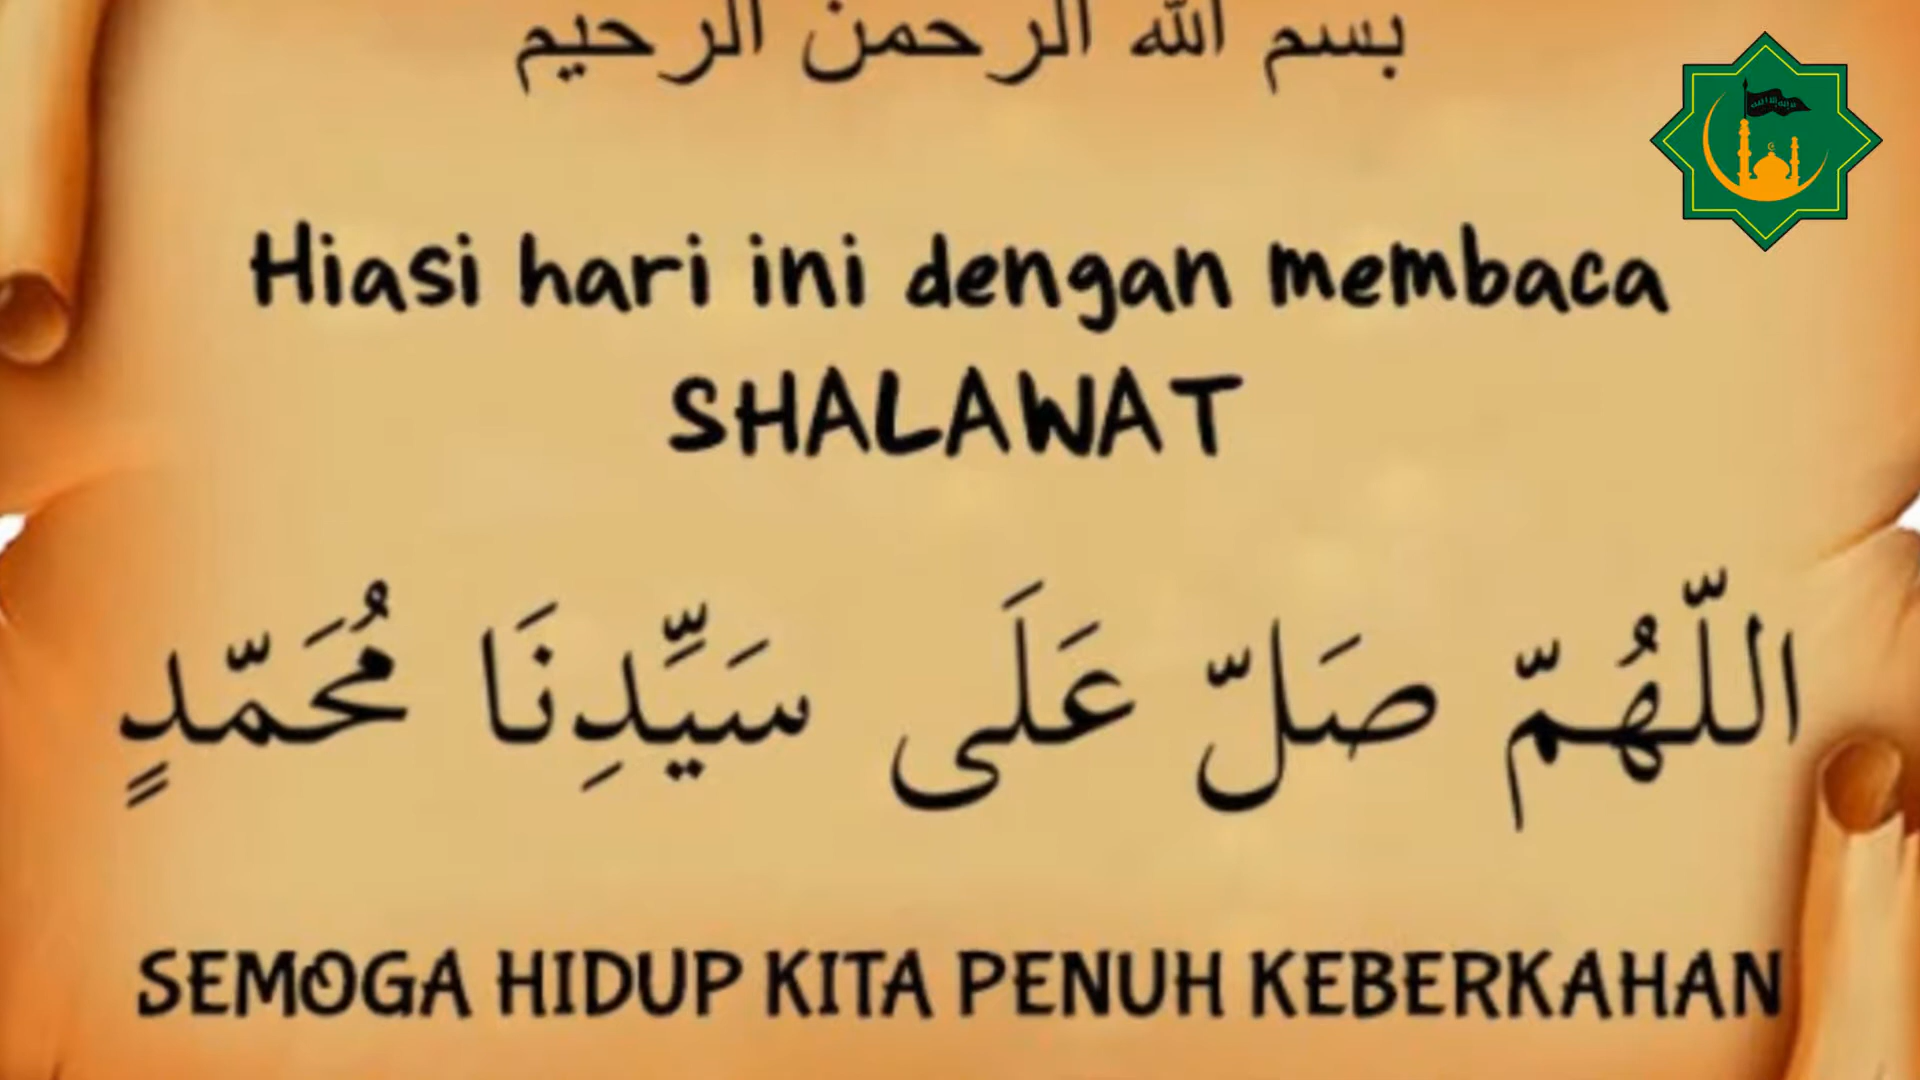 بسم الله الرحمن الرحيم
Hiasi hari ini dengan membaca
SHALAWAT
اللّهُمّ صَلّ عَلَى سَيِّدِنَا مُحَمّدٍ
SEMOGA HIDUP KITA PENUH KEBERKAHAN